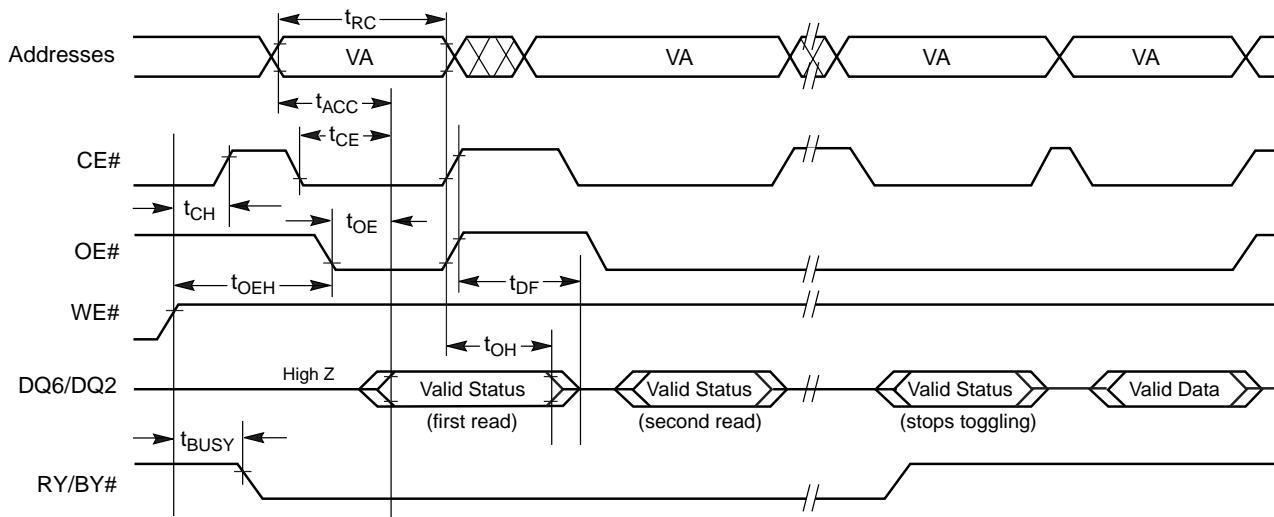 tRC
Addresses VA VA VA VA
tACC
tCE
CE#
tCH tOE
OE#
tOEH tDF
WE#
tOH
High Z
DQ6/DQ2 Valid Status Valid Status Valid Status Valid Data
(first read) (second read) (stops toggling)
tBUSY
RY/BY#